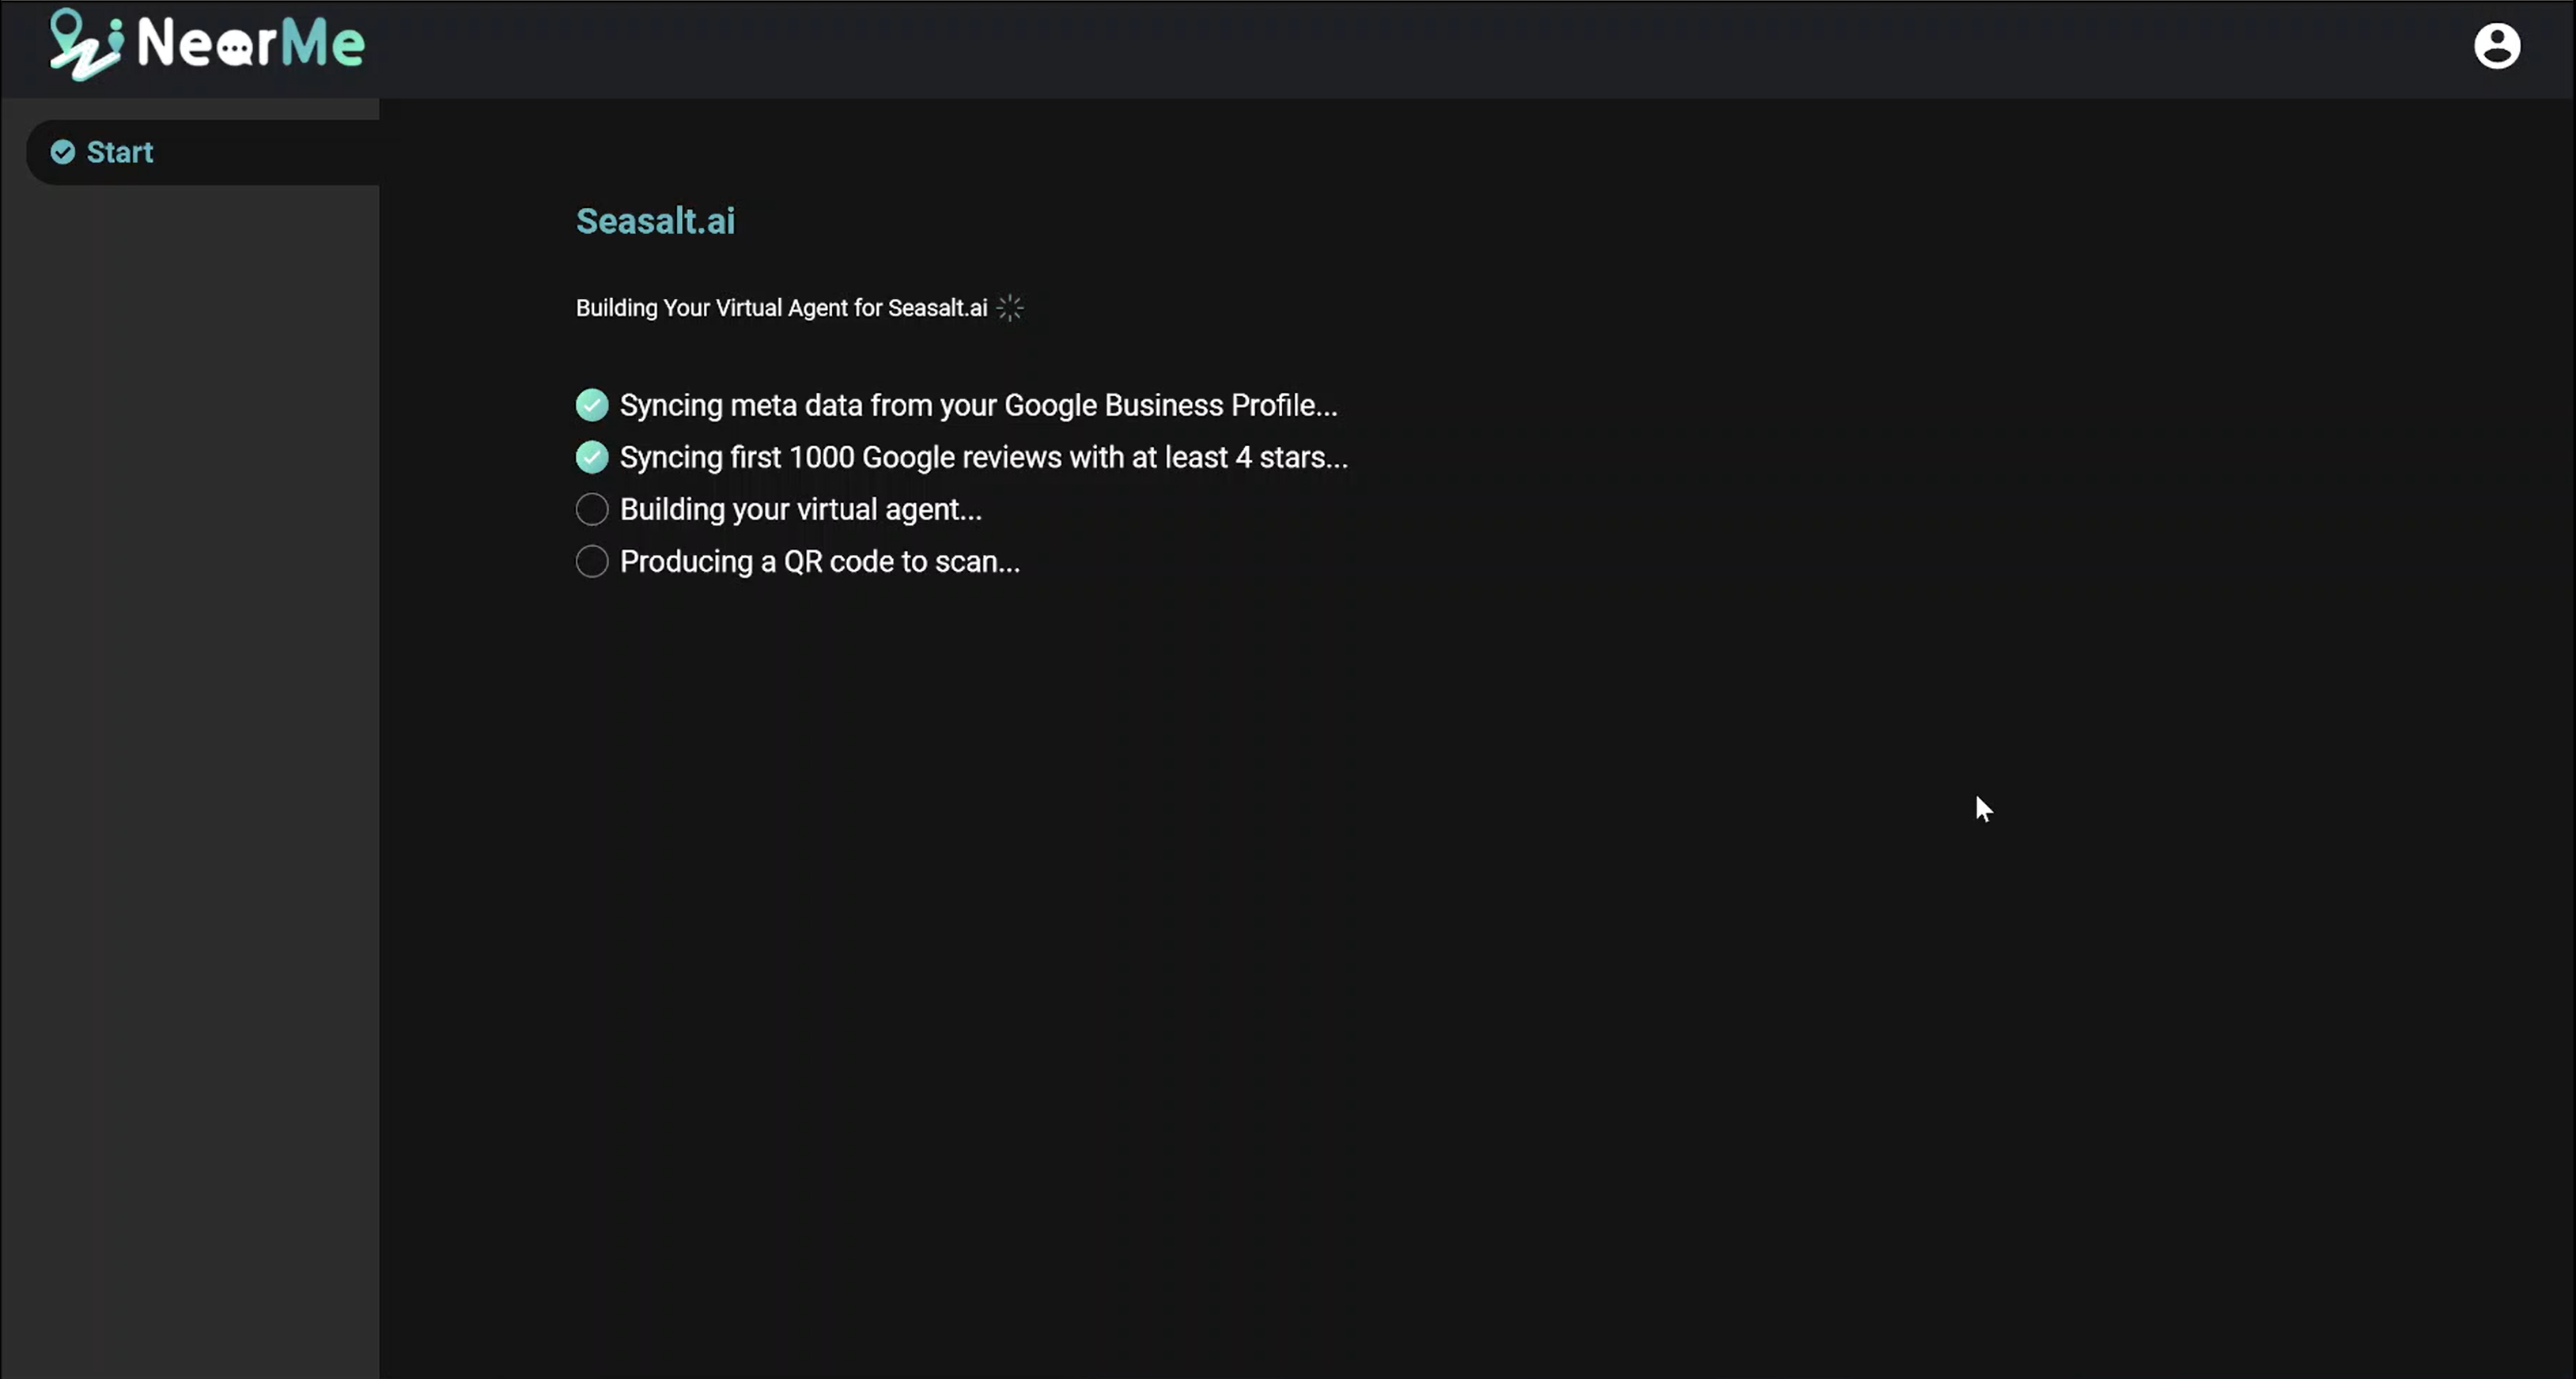 NearMe
Start
Seasalt.ai
Building Your Virtual Agent for Seasalt.ai
Syncing meta data from your Google Business Profile...
Syncing first 1000 Google reviews with at least 4 stars...
Building your virtual agent...
Producing a QR code to scan...